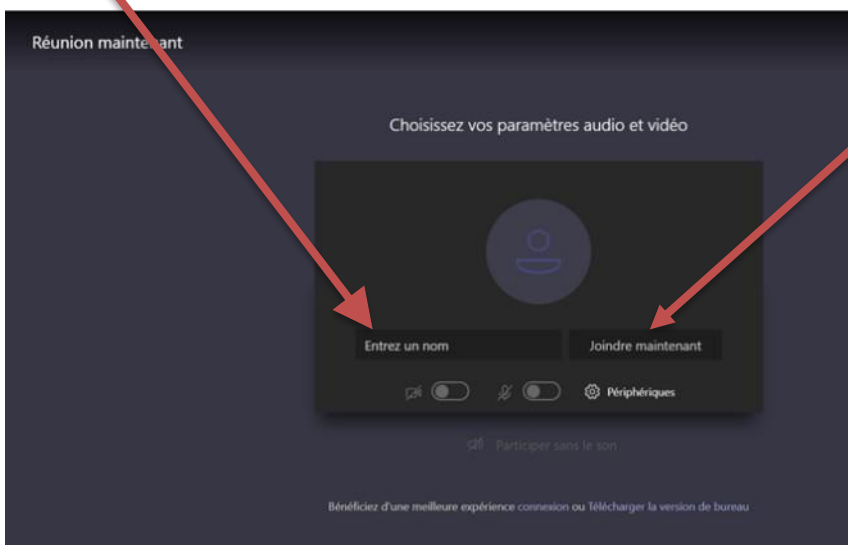 Réunion maintenant
Choisissez vos paramètres audio et vidéo
Entrez un nom
Joindre maintenant
Périphériques
Participer sans le son
Bénéficiez d'une meilleure expérience connexion ou Télécharger la version de bureau